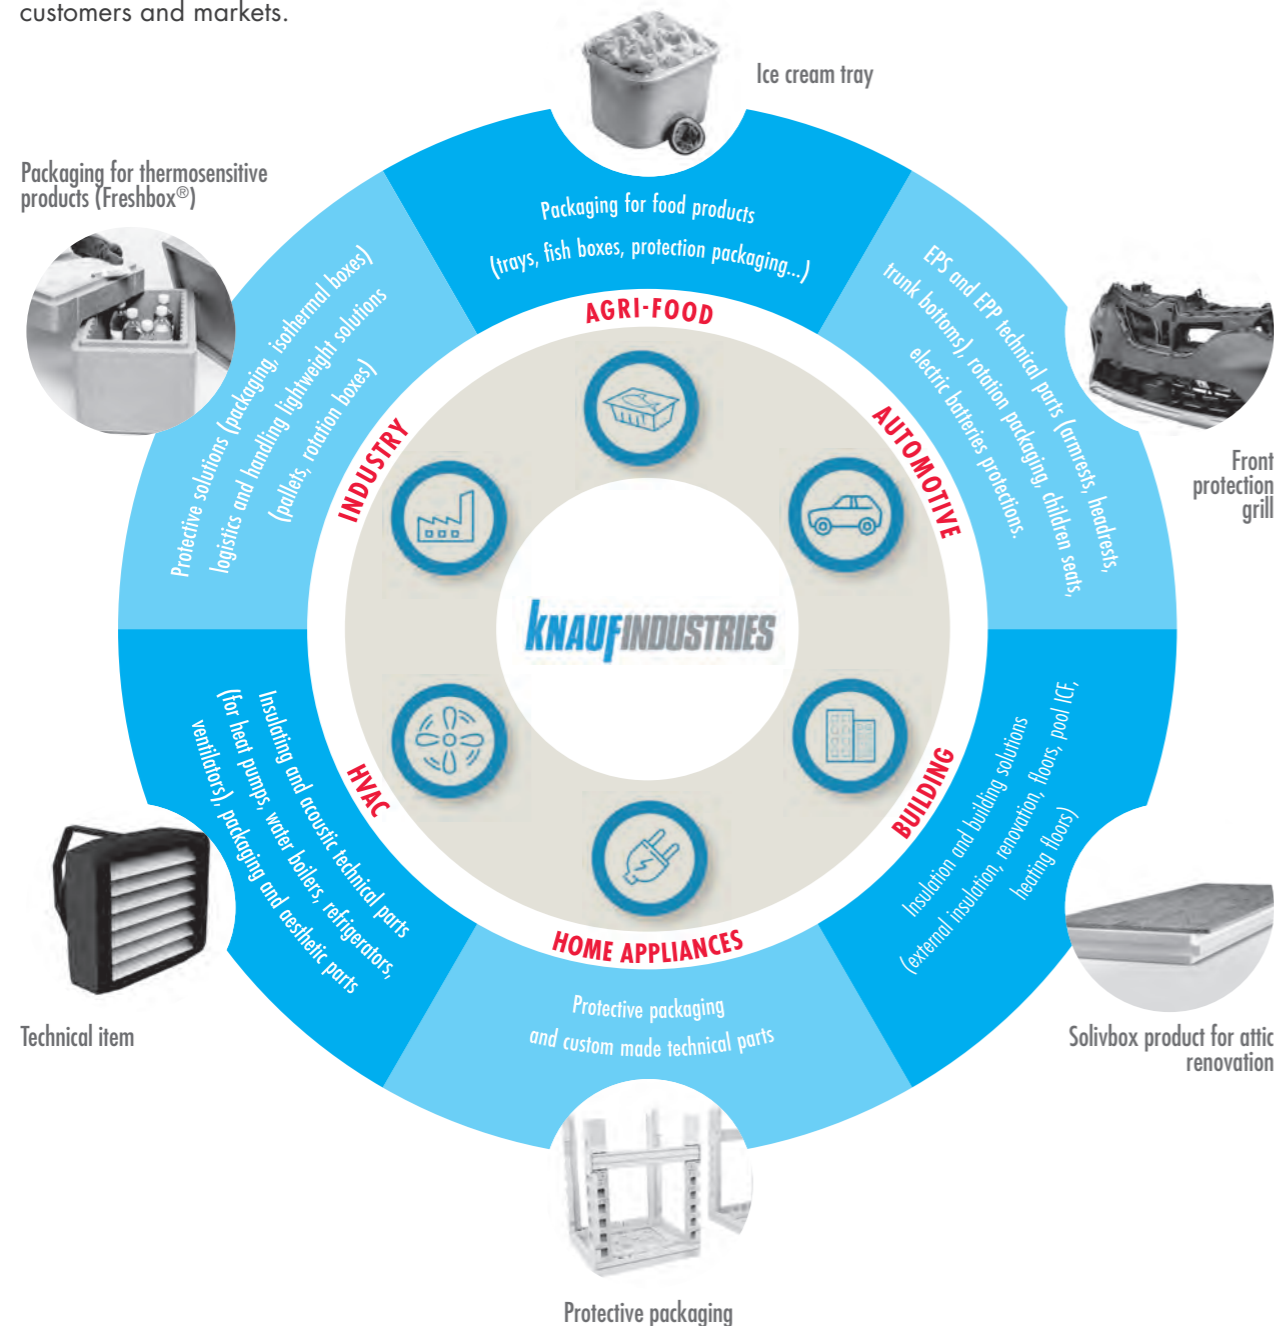 customers and markets.
Ice cream tray
Packaging for thermosensitive
products (Freshbox®)
Packaging for food products
(trays, fish boxes, protection packaging...)
AGRI-FOOD
EPS and EPP technical parts (armrests, headrests,
trunk bottoms), rotation packaging, children seats,
electric batteries protections.
AUTOMOTIVE
Front
protection
grill
Protective solutions (packaging, isothermal boxes)
logistics and handling lightweight solutions
(pallets, rotation boxes)
INDUSTRY
KNAUFINDUSTRIES
Insulating and acoustic technical parts
(for heat pumps, water boilers, refrigerators,
ventilators), packaging and aesthetic parts
HVAC
Technical item
BUILDING
Insulation and building solutions
(external insulation, renovation, floors, pool ICF,
heating floors)
Solivbox product for attic
renovation
HOME APPLIANCES
Protective packaging
and custom made technical parts
Protective packaging